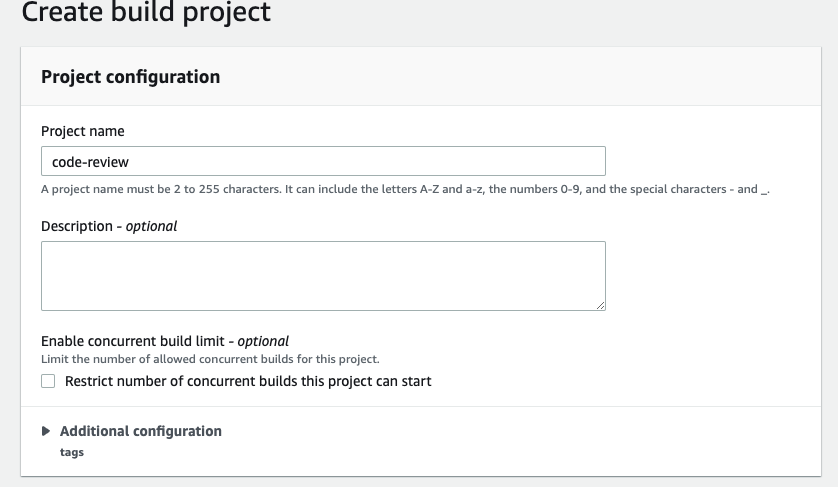 Create build project
Project configuration
Project name
code-review
A project name must be 2 to 255 characters. It can include the letters A-Z and a-z, the numbers 0-9, and the special characters - and _.
Description - optional
Enable concurrent build limit - optional
Limit the number of allowed concurrent builds for this project.
Restrict number of concurrent builds this project can start
Additional configuration
tags